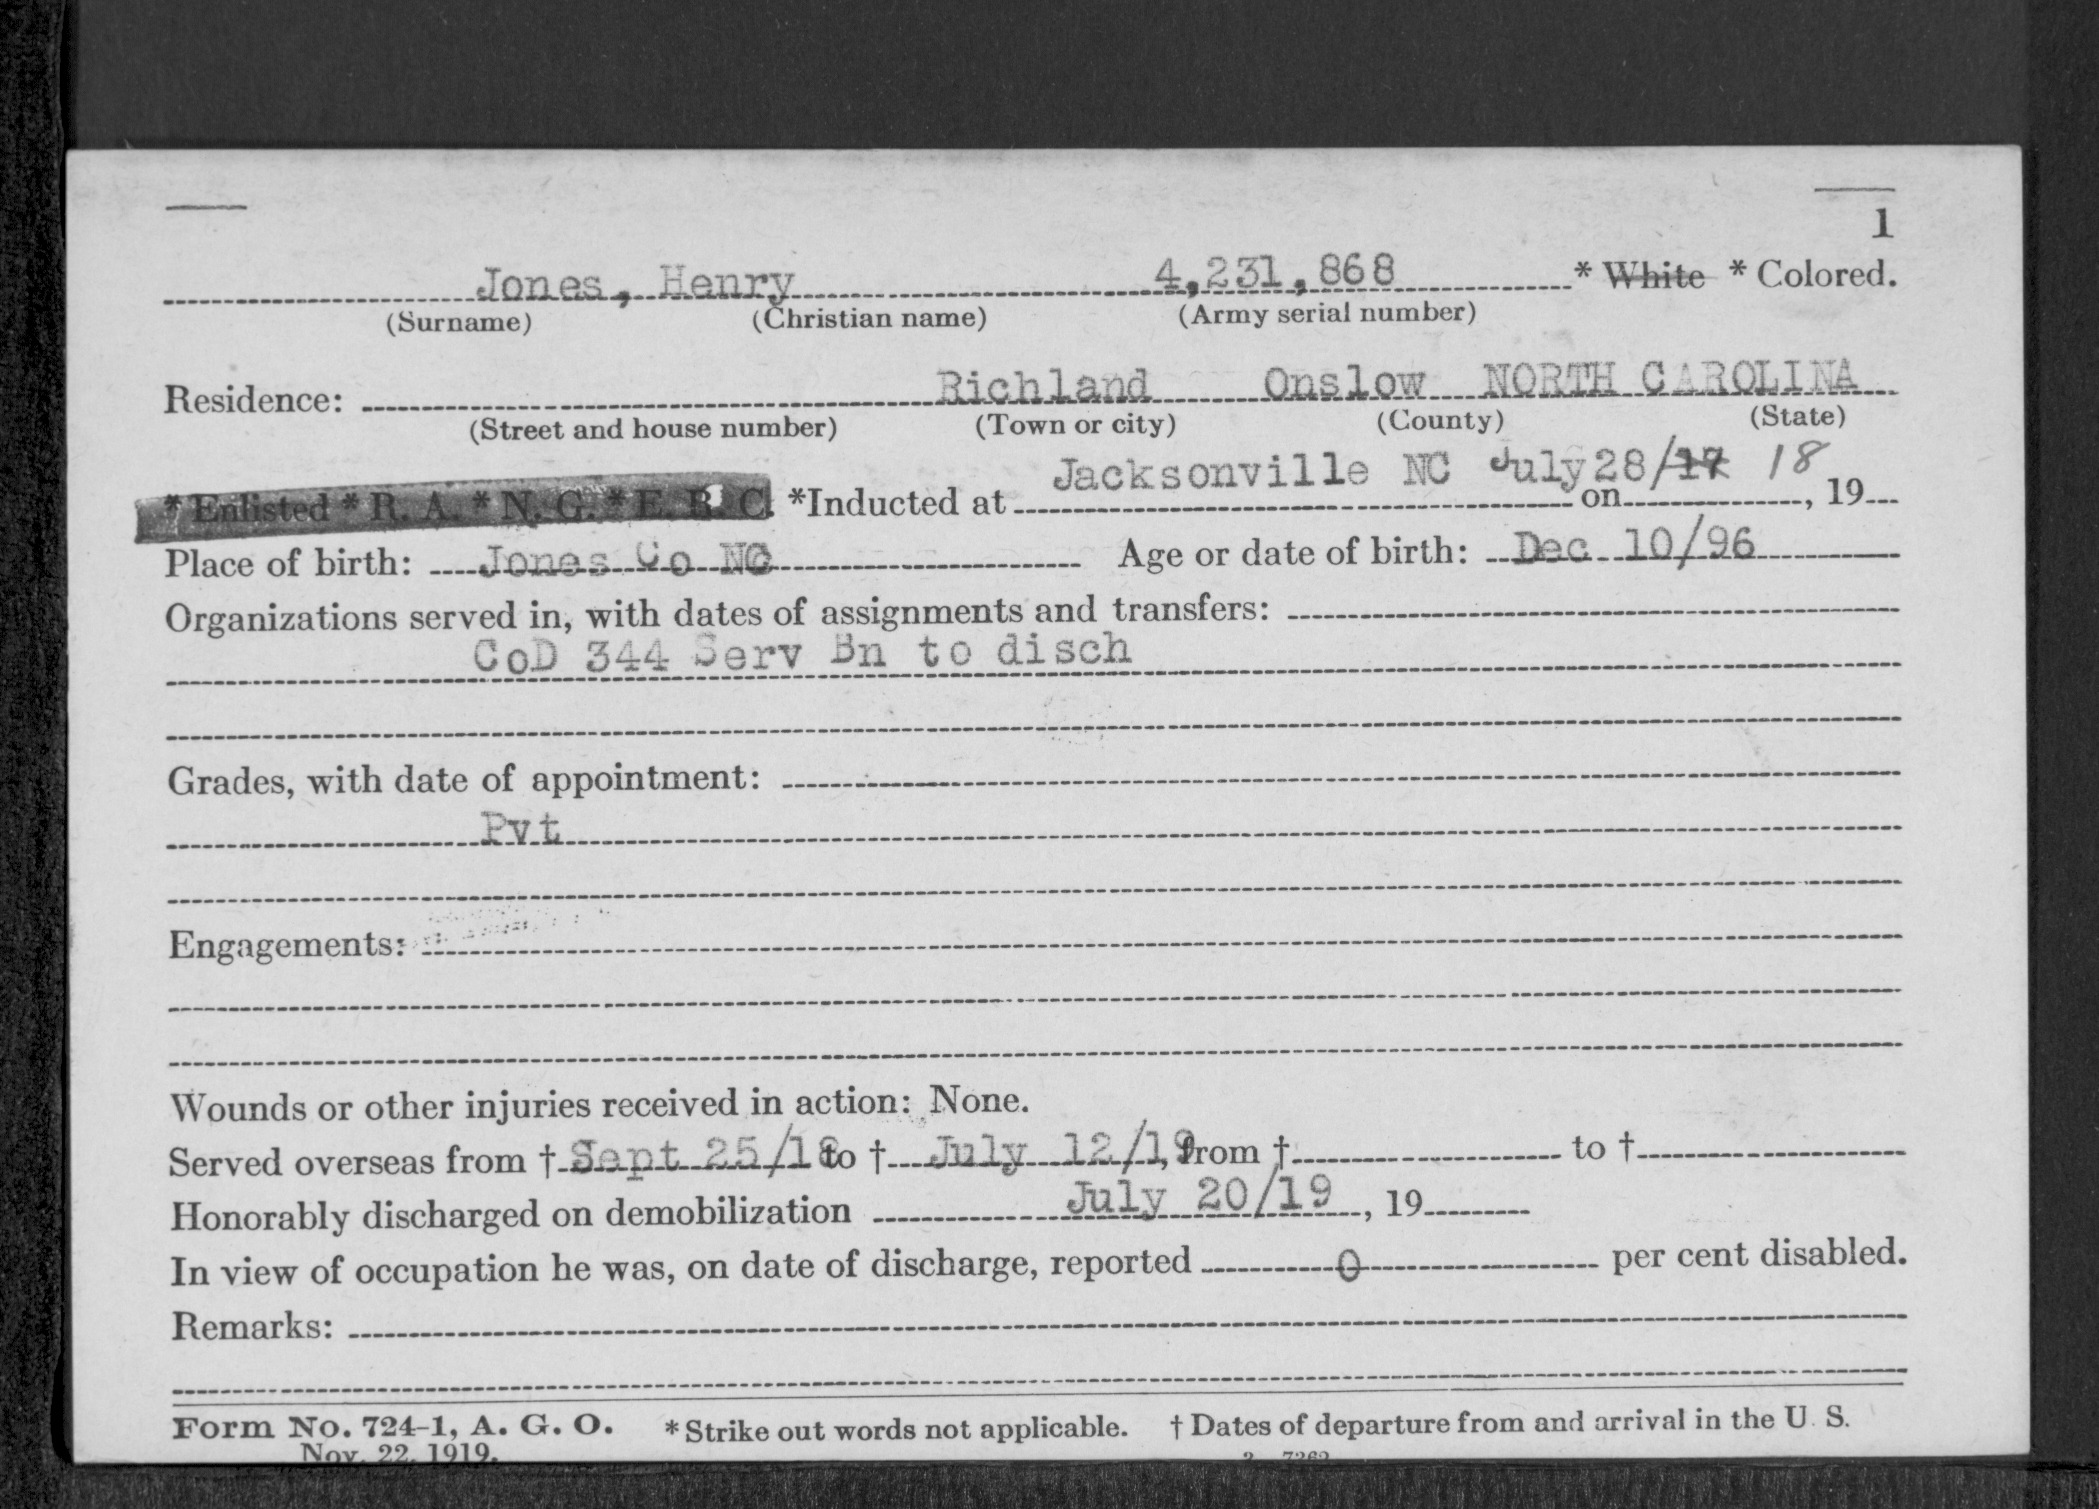 1
Jones, Henry 4,231,868 * White * Colored.
(Surname) (Christian name) (Army serial number)
Residence: Richland Onslow NORTH CAROLINA
(Street and house number) (Town or city) (County) (State)
* Enlisted * R. A. * N. G. * E. R. C. *Inducted at Jacksonville NC on July 28/17 18, 19
Place of birth: Jones Co NC Age or date of birth: Dec 10/96
Organizations served in, with dates of assignments and transfers:
CoD 344 Serv Bn to disch
Grades, with date of appointment:
Pvt
Engagements:
Wounds or other injuries received in action: None.
Served overseas from † Sept 25/18 to † July 12/19, from † to †
Honorably discharged on demobilization July 20/19, 19
In view of occupation he was, on date of discharge, reported 0 per cent disabled.
Remarks:
Form No. 724-1, A. G. O. * Strike out words not applicable. † Dates of departure from and arrival in the U. S.
Nov. 22, 1919.